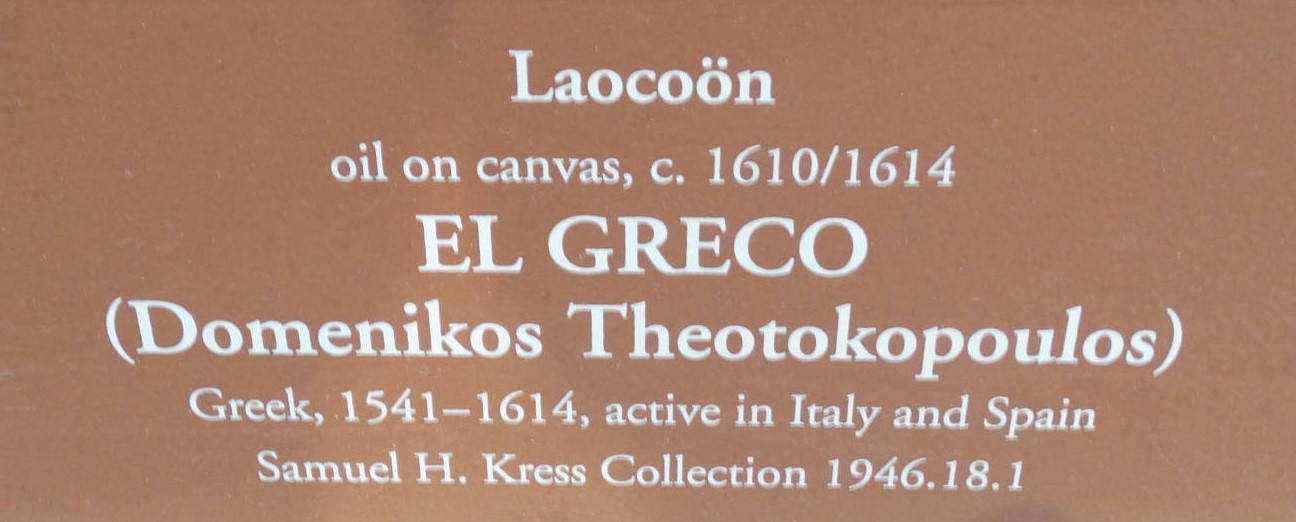 Laocoön
oil on canvas, c. 1610/1614
EL GRECO
(Domenikos Theotokopoulos)
Greek, 1541–1614, active in Italy and Spain
Samuel H. Kress Collection 1946.18.1